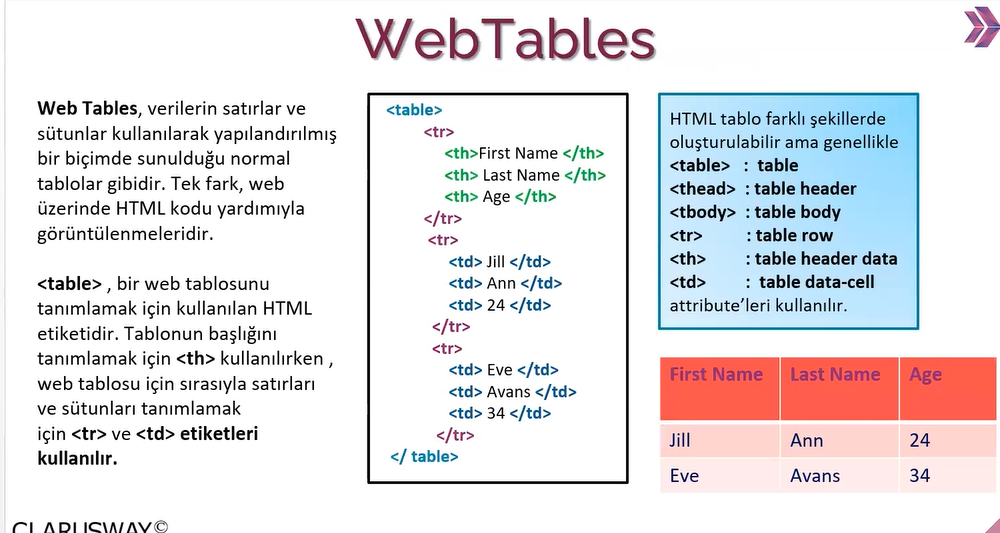 WebTables
Web Tables, verilerin satırlar ve
sütunlar kullanılarak yapılandırılmış
bir biçimde sunulduğu normal
tablolar gibidir. Tek fark, web
üzerinde HTML kodu yardımıyla
görüntülenmeleridir.
<table> , bir web tablosunu
tanımlamak için kullanılan HTML
etiketidir. Tablonun başlığını
tanımlamak için <th> kullanılırken ,
web tablosu için sırasıyla satırları
ve sütunları tanımlamak
için <tr> ve <td> etiketleri
kullanılır.
<table>
<tr>
<th>First Name </th>
<th> Last Name </th>
<th> Age </th>
</tr>
<tr>
<td> Jill </td>
<td> Ann </td>
<td> 24 </td>
</tr>
<tr>
<td> Eve </td>
<td> Avans </td>
<td> 34 </td>
</tr>
</ table>
HTML tablo farklı şekillerde
oluşturulabilir ama genellikle
<table> : table
<thead> : table header
<tbody> : table body
<tr> : table row
<th> : table header data
<td> : table data-cell
attribute’leri kullanılır.
First Name Last Name Age
Jill Ann 24
Eve Avans 34
CLARUSWAY©